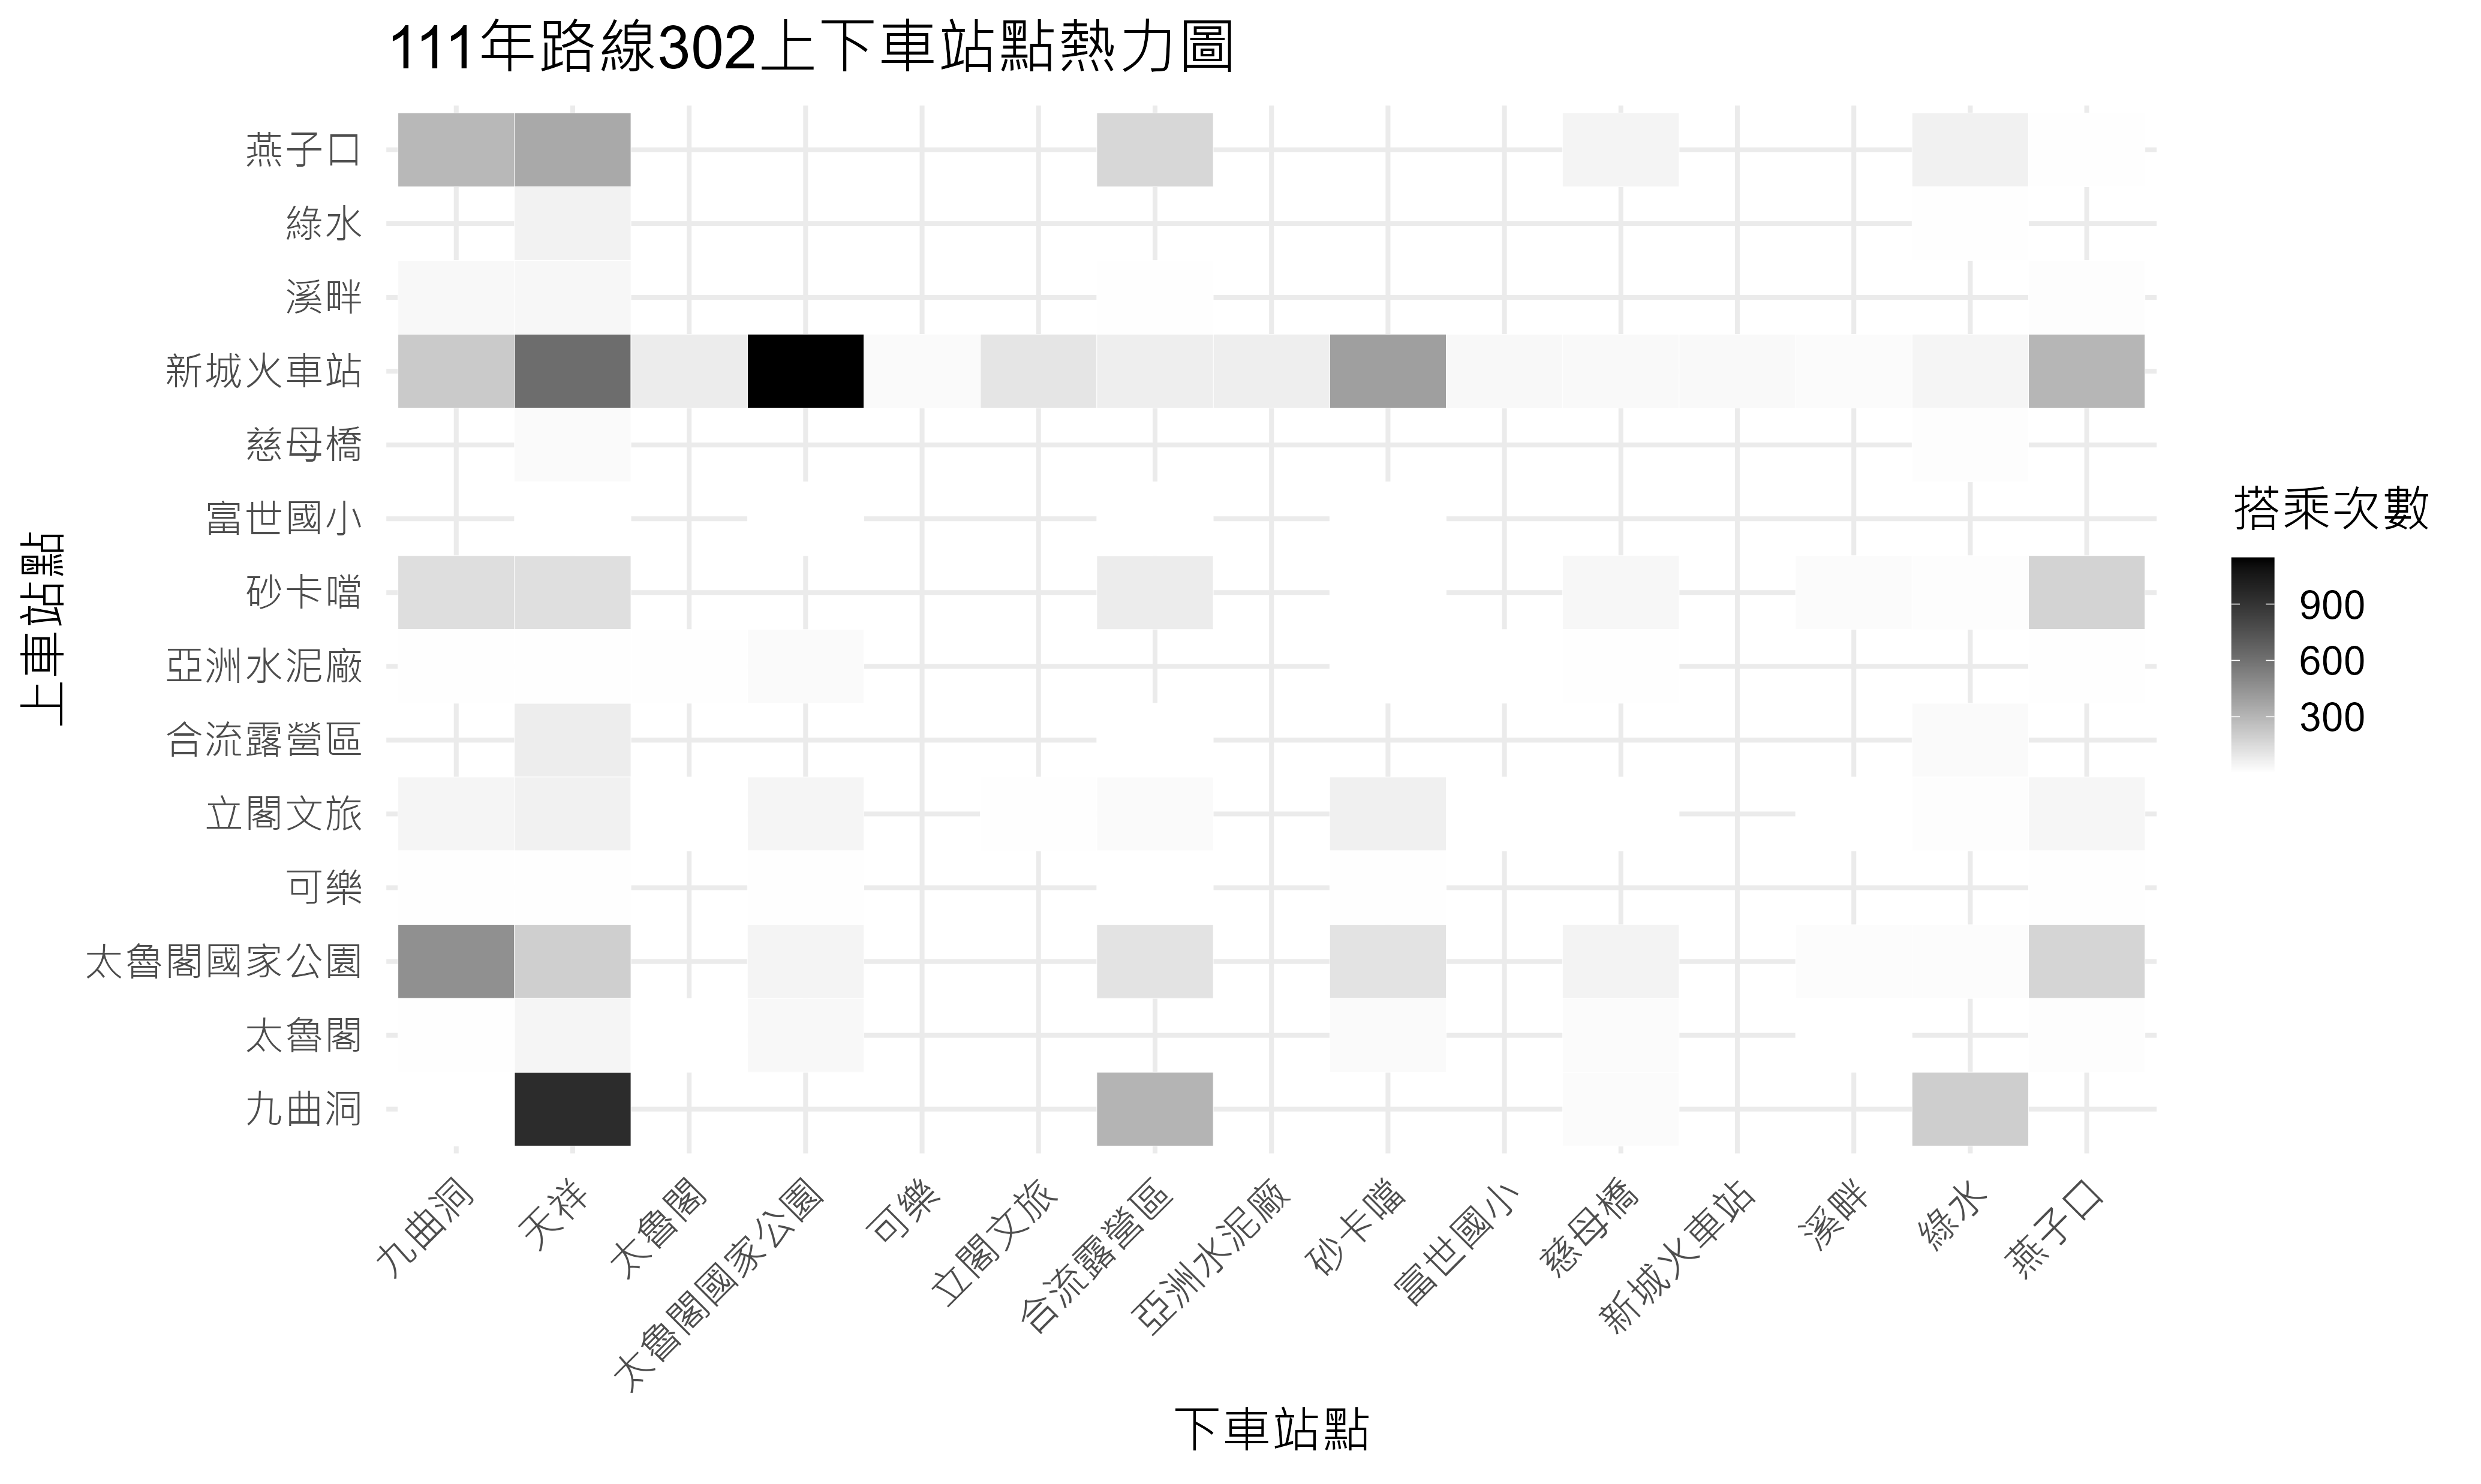 111年路線302上下車站點熱力圖
燕子口
綠水
溪畔
新城火車站
慈母橋
富世國小
砂卡噹
亞洲水泥廠
合流露營區
立閣文旅
可樂
太魯閣國家公園
太魯閣
九曲洞
上車站點
九曲洞
天祥
太魯閣
太魯閣國家公園
可樂
立閣文旅
合流露營區
亞洲水泥廠
砂卡噹
富世國小
慈母橋
新城火車站
溪畔
綠水
燕子口
下車站點
搭乘次數
900
600
300